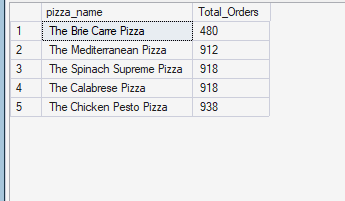 pizza_name Total_Orders
1 The Brie Carre Pizza 480
2 The Mediterranean Pizza 912
3 The Spinach Supreme Pizza 918
4 The Calabrese Pizza 918
5 The Chicken Pesto Pizza 938